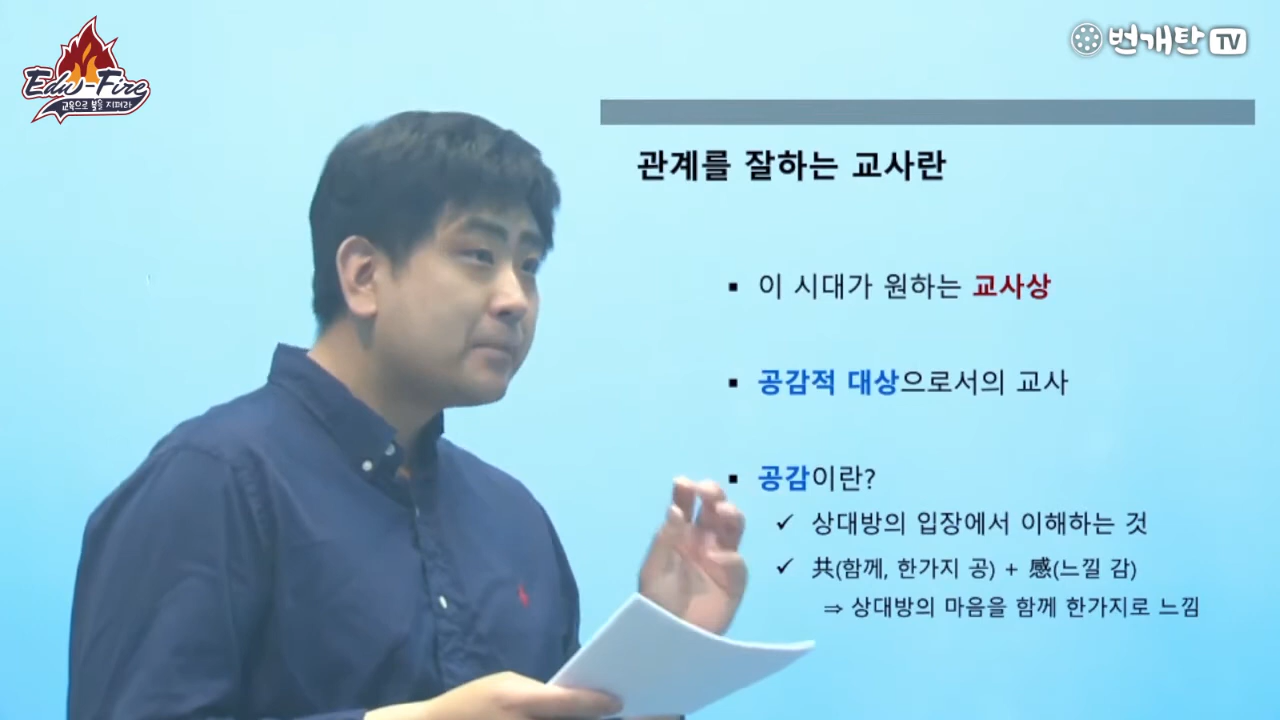 Edu-Fire
교육으로 불을 지펴라
번개탄 TV
관계를 잘하는 교사란
▪ 이 시대가 원하는 교사상
▪ 공감적 대상으로서의 교사
▪ 공감이란?
✓ 상대방의 입장에서 이해하는 것
✓ 共(함께, 한가지 공) + 感(느낄 감)
⇒ 상대방의 마음을 함께 한가지로 느낌